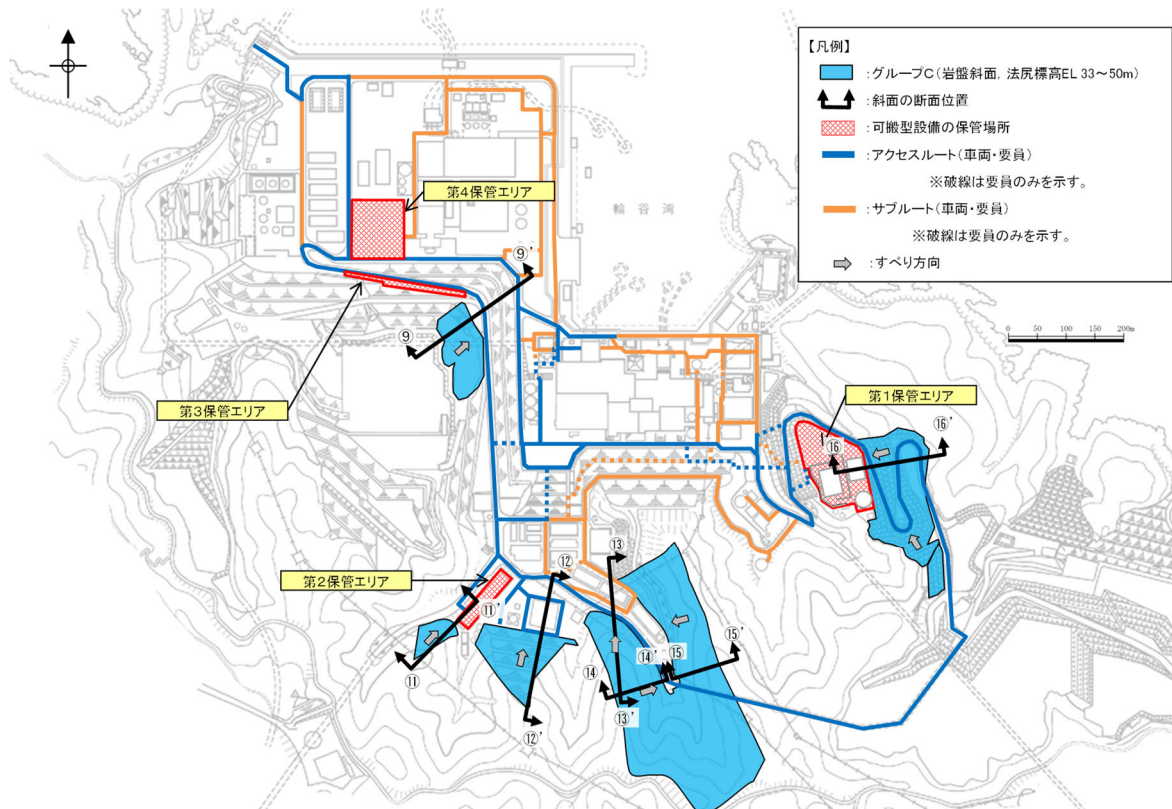 【凡例】
:グループC(岩盤斜面，法尻標高EL 33～50m)
:斜面の断面位置
:可搬型設備の保管場所
:アクセスルート(車両・要員)
※破線は要員のみを示す。
:サブルート(車両・要員)
※破線は要員のみを示す。
:すべり方向
0 50 100 150 200m
第4保管エリア
輪谷湾
⑨'
⑨
第3保管エリア
第1保管エリア
⑯'
⑯
第2保管エリア
⑪'
⑪
⑫
⑫'
⑬
⑬'
⑭
⑭'
⑮
⑮'